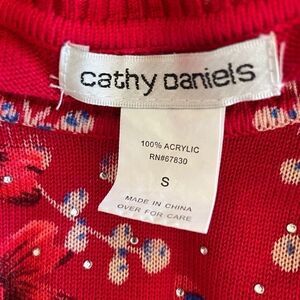 cathy daniels
100% ACRYLIC
RN#67830
S
MADE IN CHINA
OVER FOR CARE